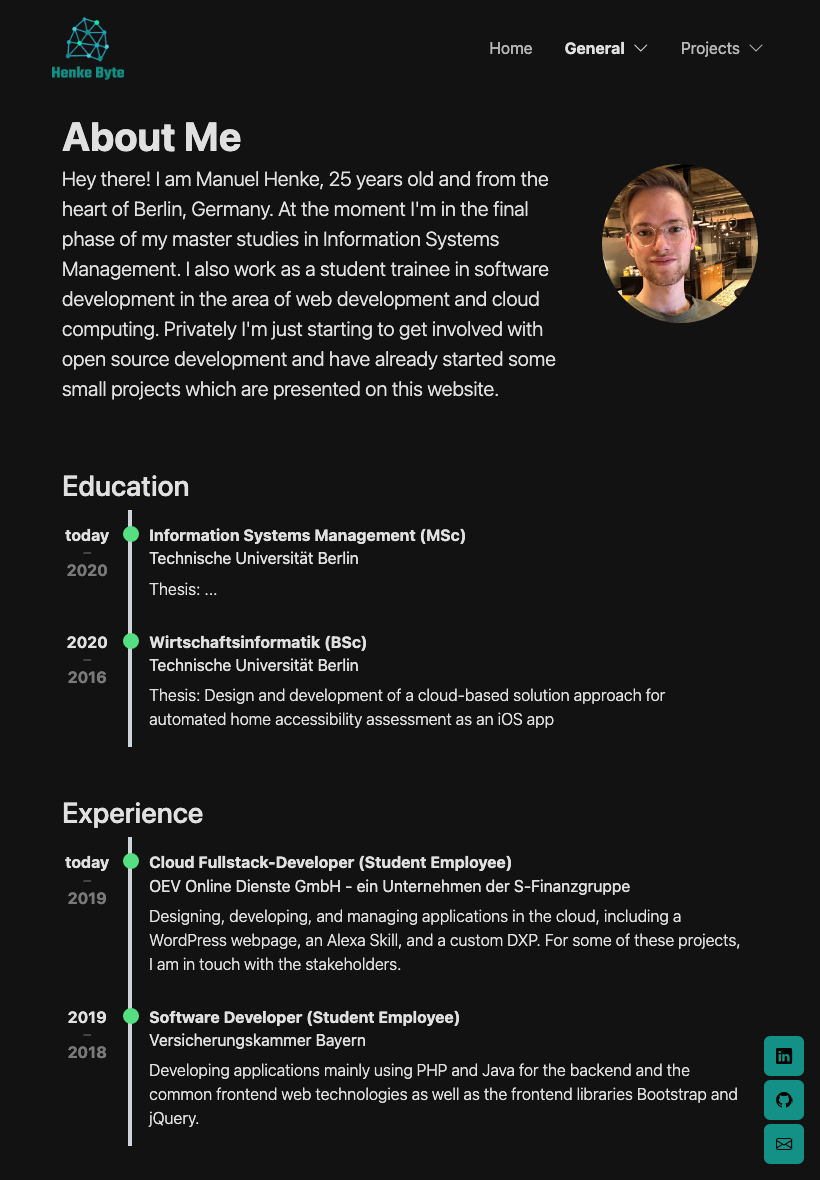 Henke Byte
Home General Projects
About Me
Hey there! I am Manuel Henke, 25 years old and from the
heart of Berlin, Germany. At the moment I'm in the final
phase of my master studies in Information Systems
Management. I also work as a student trainee in software
development in the area of web development and cloud
computing. Privately I'm just starting to get involved with
open source development and have already started some
small projects which are presented on this website.
Education
today
–
2020
Information Systems Management (MSc)
Technische Universität Berlin
Thesis: ...
2020
–
2016
Wirtschaftsinformatik (BSc)
Technische Universität Berlin
Thesis: Design and development of a cloud-based solution approach for
automated home accessibility assessment as an iOS app
Experience
today
–
2019
Cloud Fullstack-Developer (Student Employee)
OEV Online Dienste GmbH - ein Unternehmen der S-Finanzgruppe
Designing, developing, and managing applications in the cloud, including a
WordPress webpage, an Alexa Skill, and a custom DXP. For some of these projects,
I am in touch with the stakeholders.
2019
–
2018
Software Developer (Student Employee)
Versicherungskammer Bayern
Developing applications mainly using PHP and Java for the backend and the
common frontend web technologies as well as the frontend libraries Bootstrap and
jQuery.
in